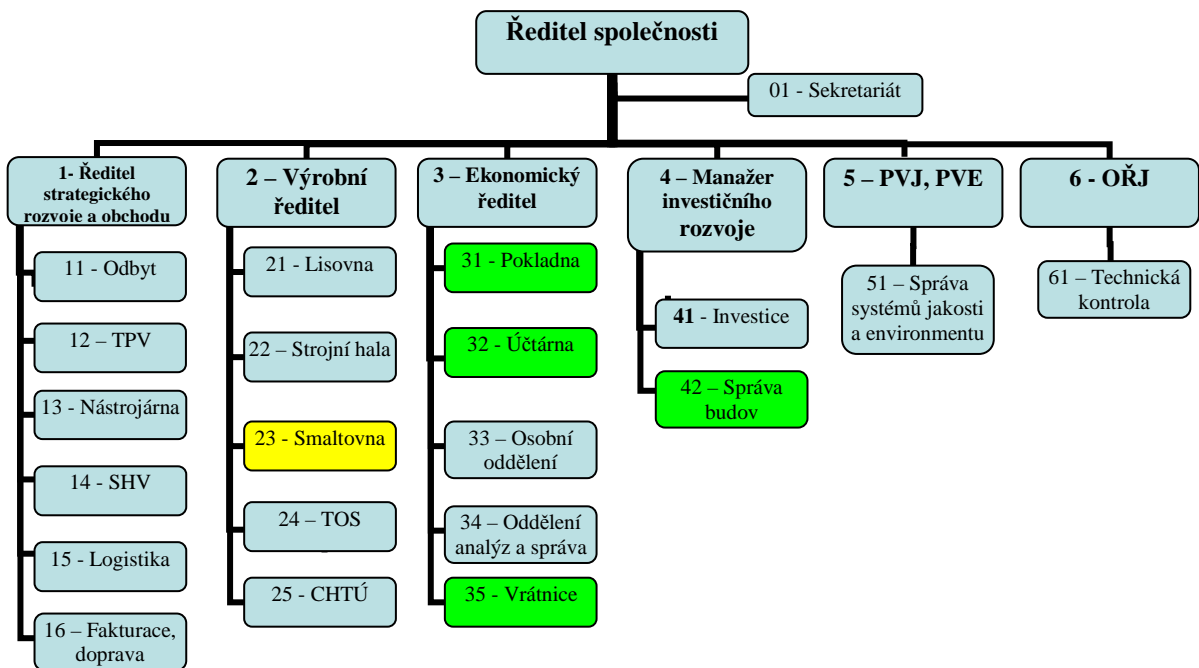 Ředitel společnosti
01 - Sekretariát
1- Ředitel
strategického
rozvoje a obchodu
2 – Výrobní
ředitel
3 – Ekonomický
ředitel
4 – Manažer
investičního
rozvoje
5 – PVJ, PVE
6 - OŘJ
11 - Odbyt
12 – TPV
13 - Nástrojárna
14 - SHV
15 - Logistika
16 – Fakturace,
doprava
21 - Lisovna
22 – Strojní hala
23 - Smaltovna
24 – TOS
25 - CHTÚ
31 - Pokladna
32 - Účtárna
33 - Osobní
oddělení
34 – Oddělení
analýz a správa
35 - Vrátnice
41 - Investice
42 – Správa
budov
51 – Správa
systémů jakosti
a environmentu
61 – Technická
kontrola